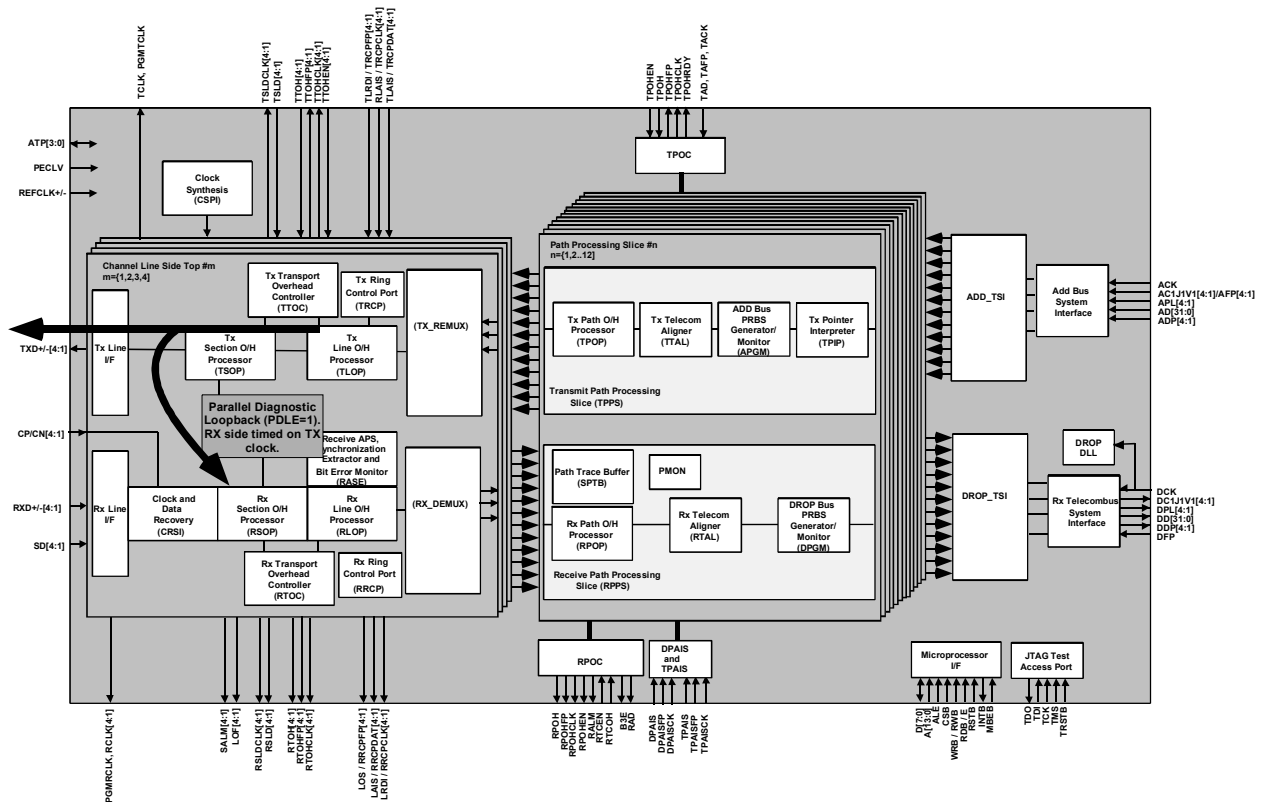 TCLK, PGMTCLK
TSLDCLK[4:1]
TSLD[4:1]
TTOH[4:1]
TTOHFP[4:1]
TTOHCLK[4:1]
TTOHEN[4:1]
TLRDI / TRCPFP[4:1]
RLAIS / TRCPCLK[4:1]
TLAIS / TRCPDAT[4:1]
TPOHEN
TPOH
TPOHFP
TPOHCLK
TPOHRDY
TAD, TAFP, TACK
ATP[3:0]
PECLV
REFCLK+/-
Clock
Synthesis
(CSPI)
TPOC
Channel Line Side Top #m
m={1,2,3,4]
Tx Transport
Overhead
Controller
(TTOC)
Tx Ring
Control Port
(TRCP)
(TX_REMUX)
Tx Line
I/F
Tx
Section O/H
Processor
(TSOP)
Tx
Line O/H
Processor
(TLOP)
TXD+/-[4:1]
Parallel Diagnostic
Loopback (PDLE=1).
RX side timed on TX
clock.
Receive APS,
ynchronization
Extractor and
Bit Error Monitor
(RASE)
CP/CN[4:1]
RXD+/-[4:1]
SD[4:1]
Rx Line
I/F
Clock and
Data
Recovery
(CRSI)
Rx
Section O/H
Processor
(RSOP)
Rx
Line O/H
Processor
(RLOP)
(RX_DEMUX)
Rx Transport
Overhead
Controller
(RTOC)
Rx Ring
Control Port
(RRCP)
Path Processing Slice #n
n={1,2..12]
Tx Path O/H
Processor
(TPOP)
Tx Telecom
Aligner
(TTAL)
ADD Bus
PRBS
Generator/
Monitor
(APGM)
Tx Pointer
Interpreter
(TPIP)
Transmit Path Processing
Slice (TPPS)
Path Trace Buffer
(SPTB)
PMON
Rx Path O/H
Processor
(RPOP)
Rx Telecom
Aligner
(RTAL)
DROP Bus
PRBS
Generator/
Monitor
(DPGM)
Receive Path Processing
Slice (RPPS)
ADD_TSI
Add Bus
System
Interface
ACK
AC1J1V1[4:1]/AFP[4:1]
APL[4:1]
AD[31:0]
ADP[4:1]
DROP
DLL
DROP_TSI
Rx Telecombus
System
Interface
DCK
DC1J1V1[4:1]
DPL[4:1]
DD[31:0]
DDP[4:1]
DFP
RPOC
DPAIS
and
TPAIS
Microprocessor
I/F
JTAG Test
Access Port
PGMRCLK, RCLK[4:1]
SALM[4:1]
LOF[4:1]
RSLDCLK[4:1]
RSLD[4:1]
RTOH[4:1]
RTOHFP[4:1]
RTOHCLK[4:1]
LOS / RRCPFP[4:1]
LAIS / RRCPDAT[4:1]
LRDI / RRCPCLK[4:1]
RPOH
RPOHFP
RPOHCLK
RPOHEN
RALM
RTCEN
RTCOH
B3E
RAD
DPAIS
DPAISFP
DPAISCK
TPAIS
TPAISFP
TPAISCK
D[7:0]
A[13:0]
ALE
CSB
WRB / RWB
RDB / E
RSTB
INTB
MBEB
TDO
TDI
TCK
TMS
TRSTB